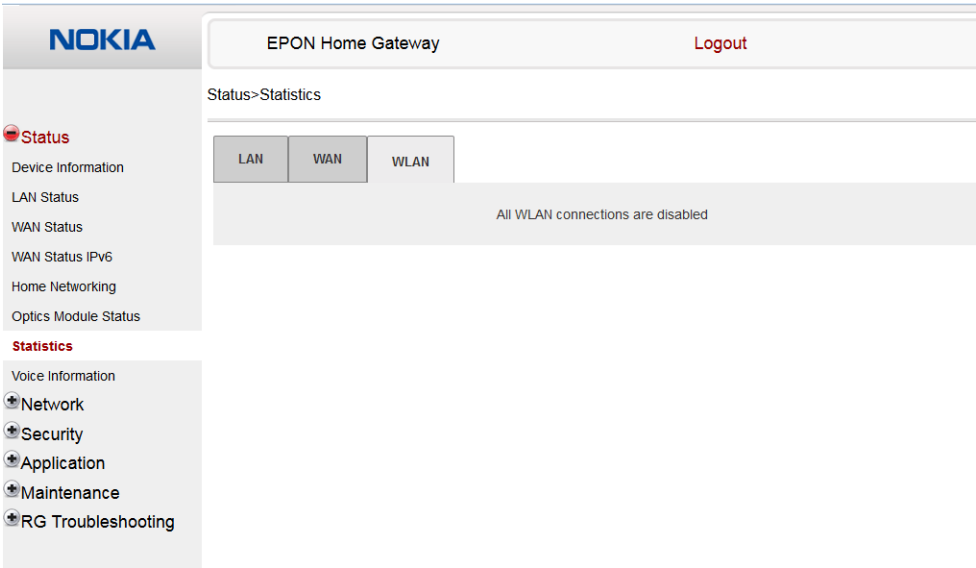 NOKIA
EPON Home Gateway Logout
Status>Statistics
Status
Device Information
LAN Status
WAN Status
WAN Status IPv6
Home Networking
Optics Module Status
Statistics
Voice Information
Network
Security
Application
Maintenance
RG Troubleshooting
LAN WAN WLAN
All WLAN connections are disabled